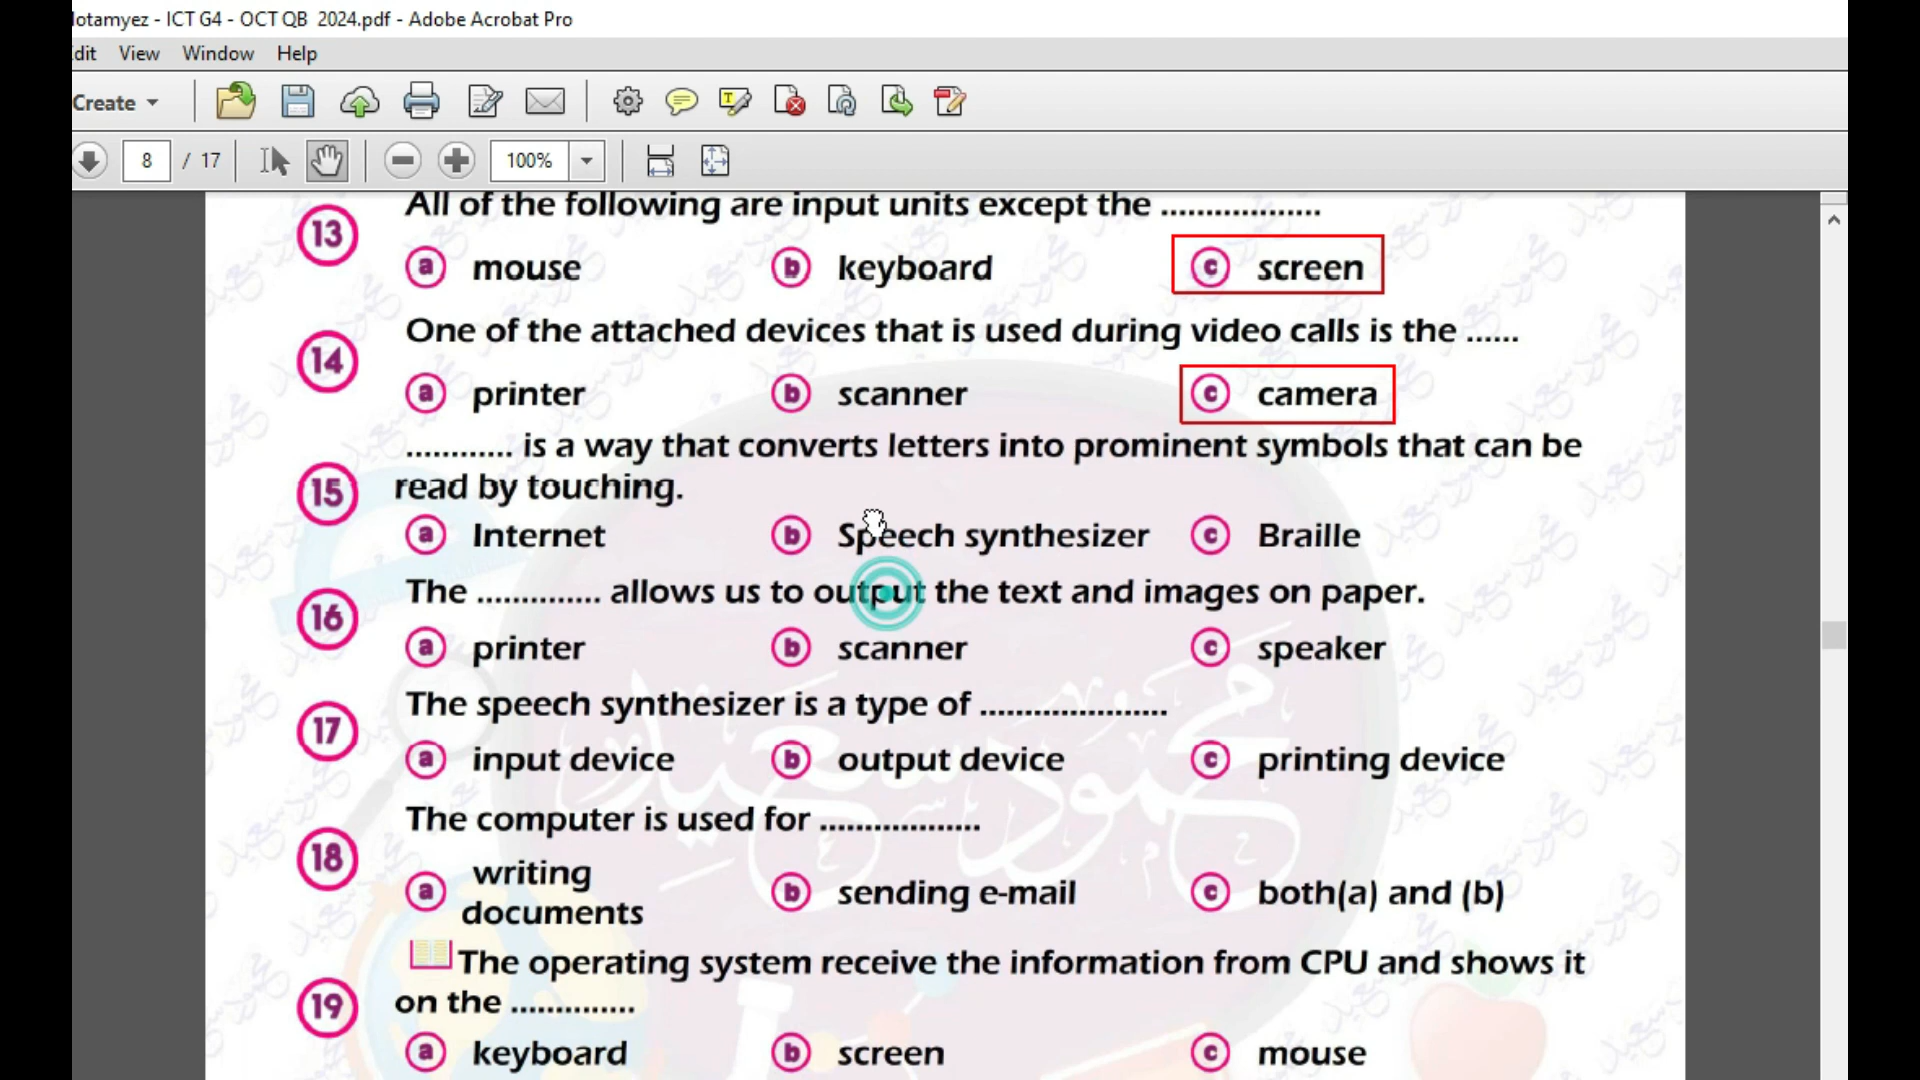 lotamyez - ICT G4 - OCT QB 2024.pdf - Adobe Acrobat Pro
Edit View Window Help
Create
8 / 17 100%
13 All of the following are input units except the ..................
a mouse b keyboard c screen
14 One of the attached devices that is used during video calls is the ......
a printer b scanner c camera
............ is a way that converts letters into prominent symbols that can be
15 read by touching.
a Internet b Speech synthesizer c Braille
16 The .............. allows us to output the text and images on paper.
a printer b scanner c speaker
17 The speech synthesizer is a type of .....................
a input device b output device c printing device
18 The computer is used for ..................
a writing documents b sending e-mail c both(a) and (b)
The operating system receive the information from CPU and shows it
19 on the ..............
a keyboard b screen c mouse
محمود سعيد